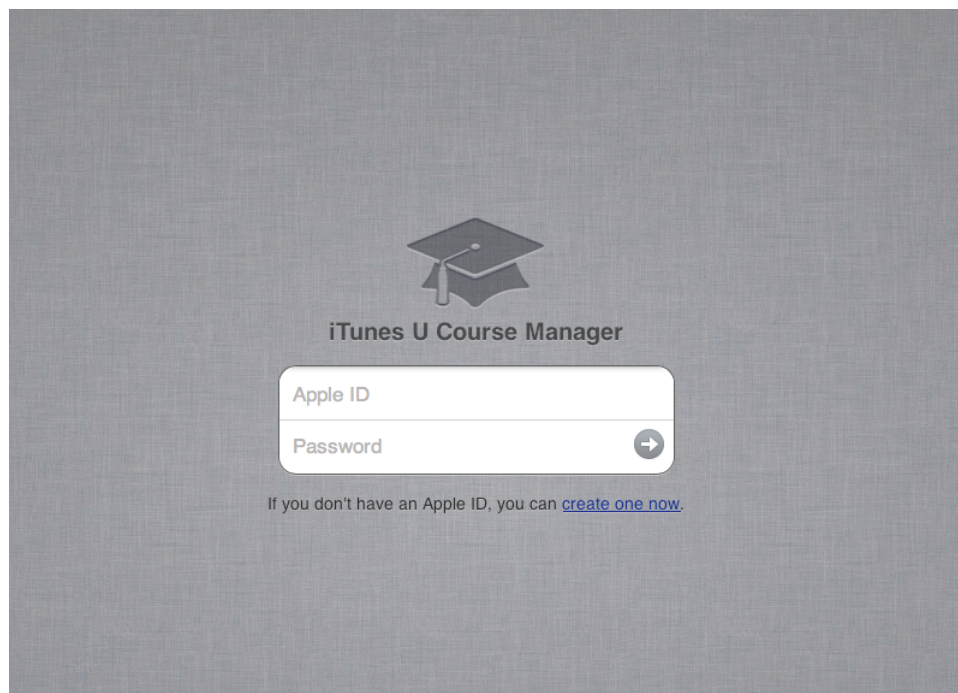 iTunes U Course Manager
Apple ID
Password
If you don't have an Apple ID, you can create one now.